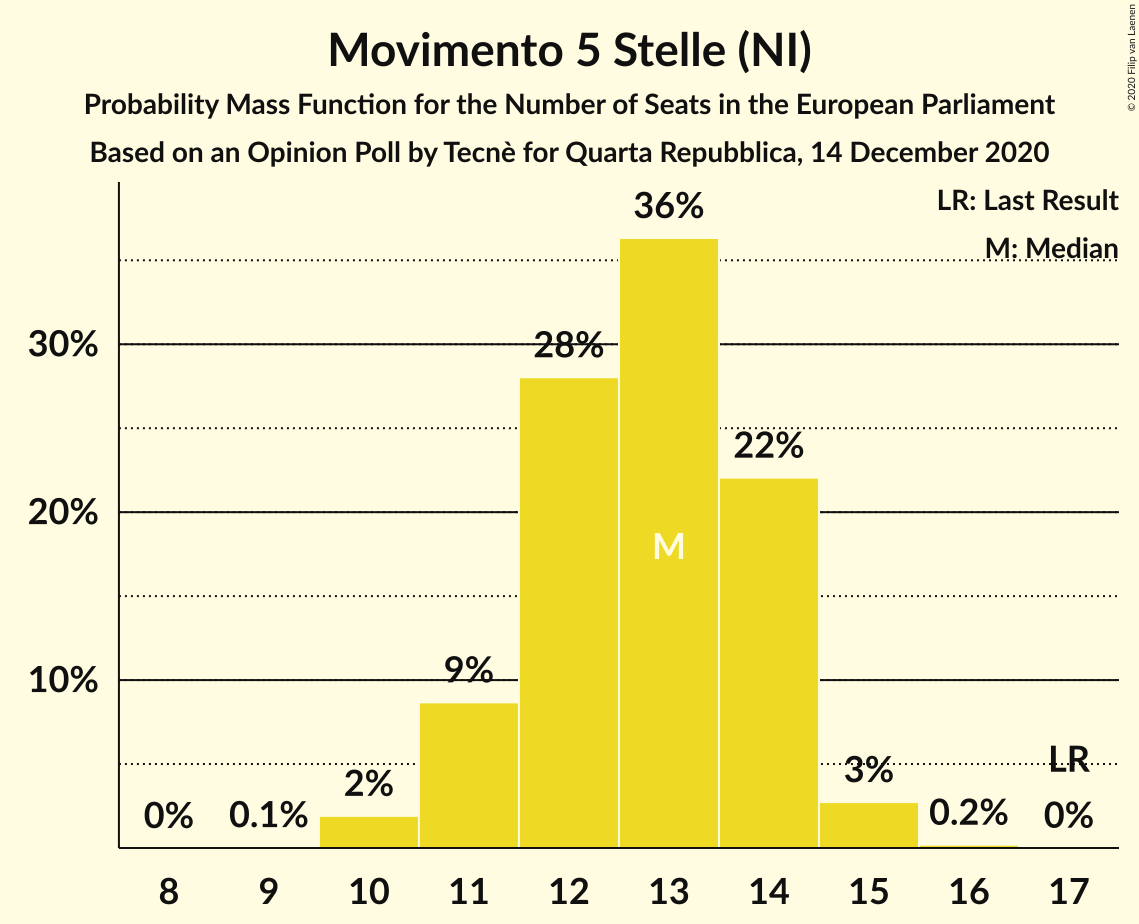 Movimento 5 Stelle (NI)
Probability Mass Function for the Number of Seats in the European Parliament
Based on an Opinion Poll by Tecnè for Quarta Repubblica, 14 December 2020
© 2020 Filip van Laenen
LR: Last Result
M: Median
36%
30%
28%
22%
20%
M
10%
9%
LR
3%
2%
0%
0.1%
0.2%
0%
8 9 10 11 12 13 14 15 16 17